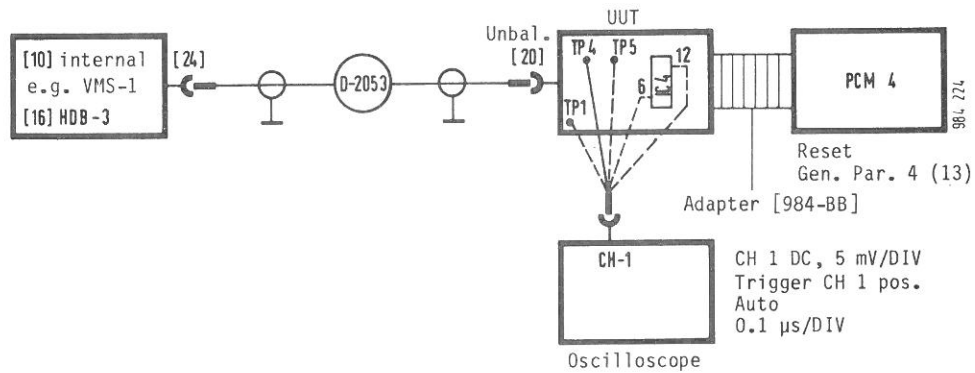 UUT
Unbal.
[20]
[10] internal
e.g. VMS-1
[16] HDB-3
[24]
D-2053
TP4
TP5
12
6
IC4
TP1
PCM 4
984 224
Reset
Gen. Par. 4 (13)
Adapter [984-BB]
CH-1
CH 1 DC, 5 mV/DIV
Trigger CH 1 pos.
Auto
0.1 µs/DIV
Oscilloscope